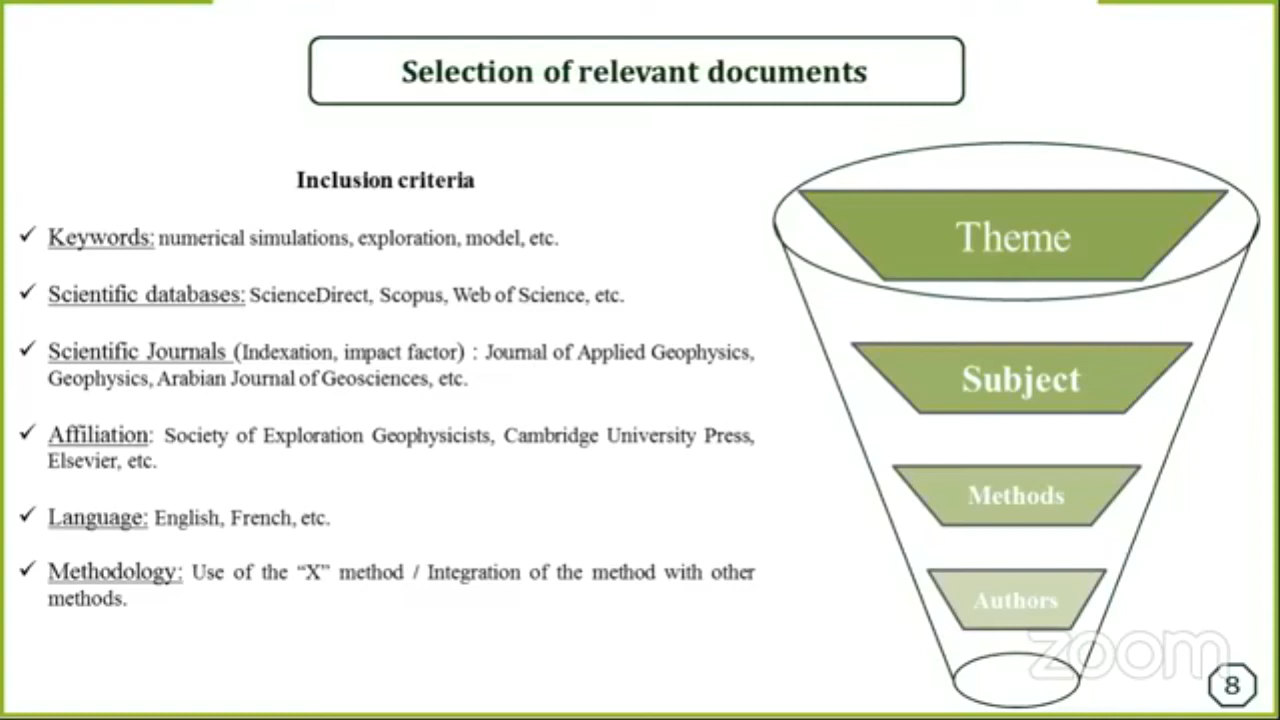 Selection of relevant documents
Inclusion criteria
✓ Keywords: numerical simulations, exploration, model, etc.
✓ Scientific databases: ScienceDirect, Scopus, Web of Science, etc.
✓ Scientific Journals (Indexation, impact factor) : Journal of Applied Geophysics,
Geophysics, Arabian Journal of Geosciences, etc.
✓ Affiliation: Society of Exploration Geophysicists, Cambridge University Press,
Elsevier, etc.
✓ Language: English, French, etc.
✓ Methodology: Use of the “X” method / Integration of the method with other
methods.
Theme
Subject
Methods
Authors
zoom
8